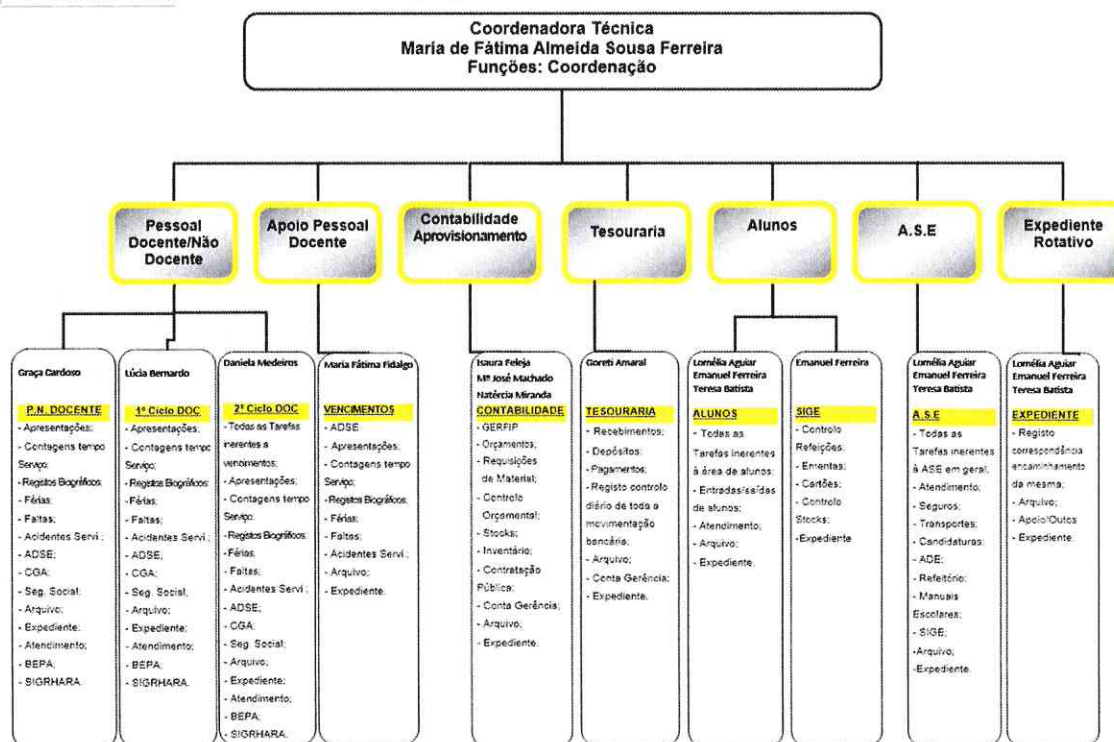 Coordenadora Técnica
Maria de Fátima Almeida Sousa Ferreira
Funções: Coordenação
Pessoal
Docente/Não
Docente
Apoio Pessoal
Docente
Contabilidade
Aprovisionamento
Tesouraria
Alunos
A.S.E
Expediente
Rotativo
Graça Cardoso
P.N. DOCENTE
- Apresentações;
- Contagens tempo
Serviço;
- Registos Biográficos;
- Férias;
- Faltas;
- Acidentes Servi.;
- ADSE;
- CGA;
- Seg. Social;
- Arquivo;
- Expediente;
- Atendimento;
- BEPA;
- SIGRHARA.
Lúcia Bernardo
1º Ciclo DOC
- Apresentações;
- Contagens tempo
Serviço;
- Registos Biográficos;
- Férias;
- Faltas;
- Acidentes Servi.;
- ADSE;
- CGA;
- Seg. Social;
- Arquivo;
- Expediente;
- Atendimento;
- BEPA;
- SIGRHARA.
Daniela Medeiros
2º Ciclo DOC
- Todas as Tarefas
inerentes a
vencimentos;
- Apresentações;
- Contagens tempo
Serviço;
- Registos Biográficos;
- Férias;
- Faltas;
- Acidentes Servi.;
- ADSE;
- CGA;
- Seg. Social;
- Arquivo;
- Expediente;
- Atendimento;
- BEPA;
- SIGRHARA.
Maria Fátima Fidalgo
VENCIMENTOS
- ADSE
- Apresentações;
- Contagens tempo
Serviço;
- Registos Biográficos;
- Férias;
- Faltas;
- Acidentes Servi.;
- Arquivo;
- Expediente.
Isaura Feleja
Mª José Machado
Natércia Miranda
CONTABILIDADE
- GERFIP
- Orçamentos;
- Requisições
de Material;
- Controlo
Orçamental;
- Stocks;
- Inventário;
- Contratação
Pública;
- Conta Gerência;
- Arquivo;
- Expediente.
Goreti Amaral
TESOURARIA
- Recebimentos;
- Depósitos;
- Pagamentos;
- Registo controlo
diário de toda a
movimentação
bancária;
- Arquivo;
- Conta Gerência;
- Expediente.
Lomélia Aguiar
Emanuel Ferreira
Teresa Batista
ALUNOS
- Todas as
Tarefas inerentes
à área de alunos;
- Entradas/saídas
de alunos;
- Atendimento;
- Arquivo;
- Expediente.
Emanuel Ferreira
SIGE
- Controlo
Refeições;
- Ementas;
- Cartões;
- Controlo
Stocks;
-Expediente
Lomélia Aguiar
Emanuel Ferreira
Teresa Batista
A.S.E
- Todas as
Tarefas inerentes
à ASE em geral;
- Atendimento;
- Seguros;
- Transportes;
- Candidaturas;
- ADE;
- Refeitório;
- Manuais
Escolares;
- SIGE;
-Arquivo;
-Expediente.
Lomélia Aguiar
Emanuel Ferreira
Teresa Batista
EXPEDIENTE
- Registo
correspondência
encaminhamento
da mesma;
- Arquivo;
- Apoio/Outos
- Expediente.